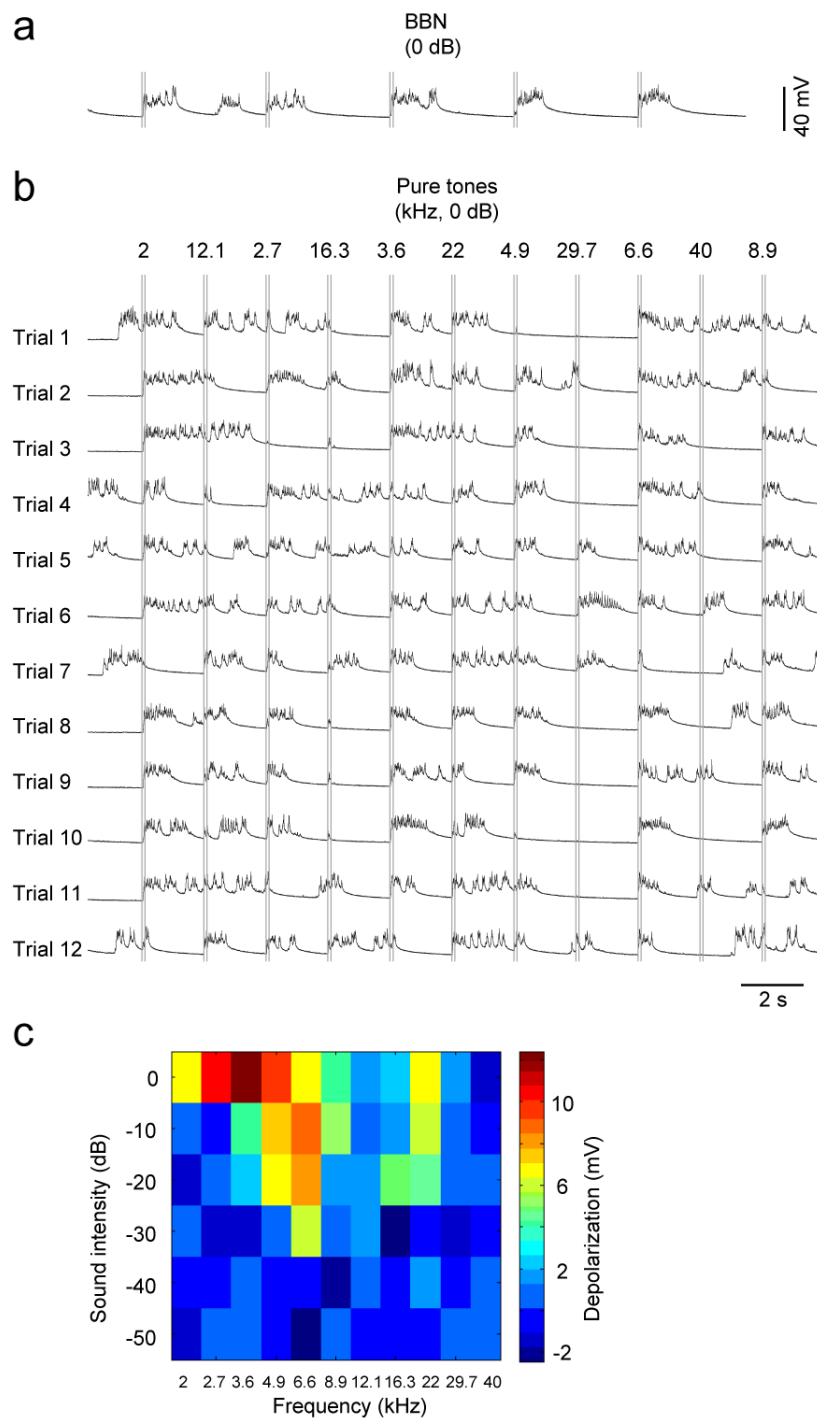 a
BBN
(0 dB)
40 mV
b
Pure tones
(kHz, 0 dB)
2 12.1 2.7 16.3 3.6 22 4.9 29.7 6.6 40 8.9
Trial 1
Trial 2
Trial 3
Trial 4
Trial 5
Trial 6
Trial 7
Trial 8
Trial 9
Trial 10
Trial 11
Trial 12
2 s
c
0
-10
-20
-30
-40
-50
Sound intensity (dB)
2 2.7 3.6 4.9 6.6 8.9 12.1 16.3 22 29.7 40
Frequency (kHz)
10
6
2
-2
Depolarization (mV)